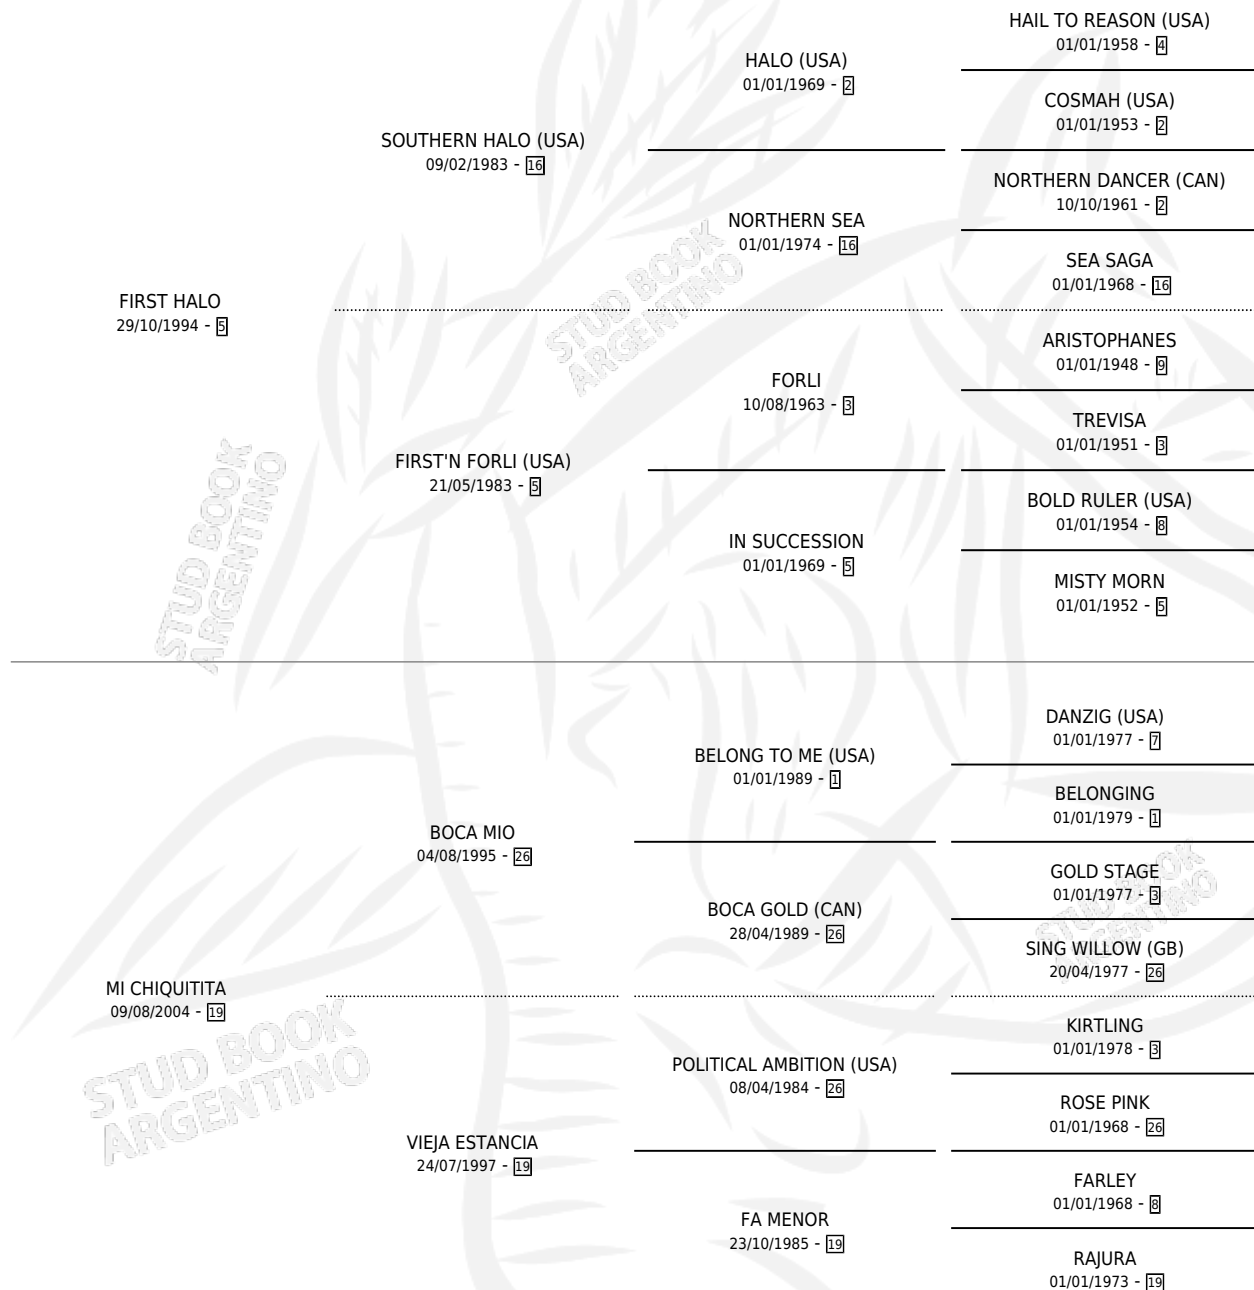 HAIL TO REASON (USA)
01/01/1958 - 4
HALO (USA)
01/01/1969 - 2
COSMAH (USA)
01/01/1953 - 2
SOUTHERN HALO (USA)
09/02/1983 - 16
NORTHERN DANCER (CAN)
10/10/1961 - 2
NORTHERN SEA
01/01/1974 - 16
SEA SAGA
01/01/1968 - 16
STUD BOOK
ARGENTINO
FIRST HALO
29/10/1994 - 5
ARISTOPHANES
01/01/1948 - 9
FORLI
10/08/1963 - 3
TREVISA
01/01/1951 - 3
FIRST'N FORLI (USA)
21/05/1983 - 5
BOLD RULER (USA)
01/01/1954 - 8
IN SUCCESSION
01/01/1969 - 5
MISTY MORN
01/01/1952 - 5
STUD BOOK
ARGENTINO
DANZIG (USA)
01/01/1977 - 7
BELONG TO ME (USA)
01/01/1989 - 1
BELONGING
01/01/1979 - 1
BOCA MIO
04/08/1995 - 26
GOLD STAGE
01/01/1977 - 3
BOCA GOLD (CAN)
28/04/1989 - 26
SING WILLOW (GB)
20/04/1977 - 26
STUD BOOK
ARGENTINO
MI CHIQUITITA
09/08/2004 - 19
KIRTLING
01/01/1978 - 3
POLITICAL AMBITION (USA)
08/04/1984 - 26
ROSE PINK
01/01/1968 - 26
STUD BOOK
ARGENTINO
VIEJA ESTANCIA
24/07/1997 - 19
FARLEY
01/01/1968 - 8
FA MENOR
23/10/1985 - 19
RAJURA
01/01/1973 - 19